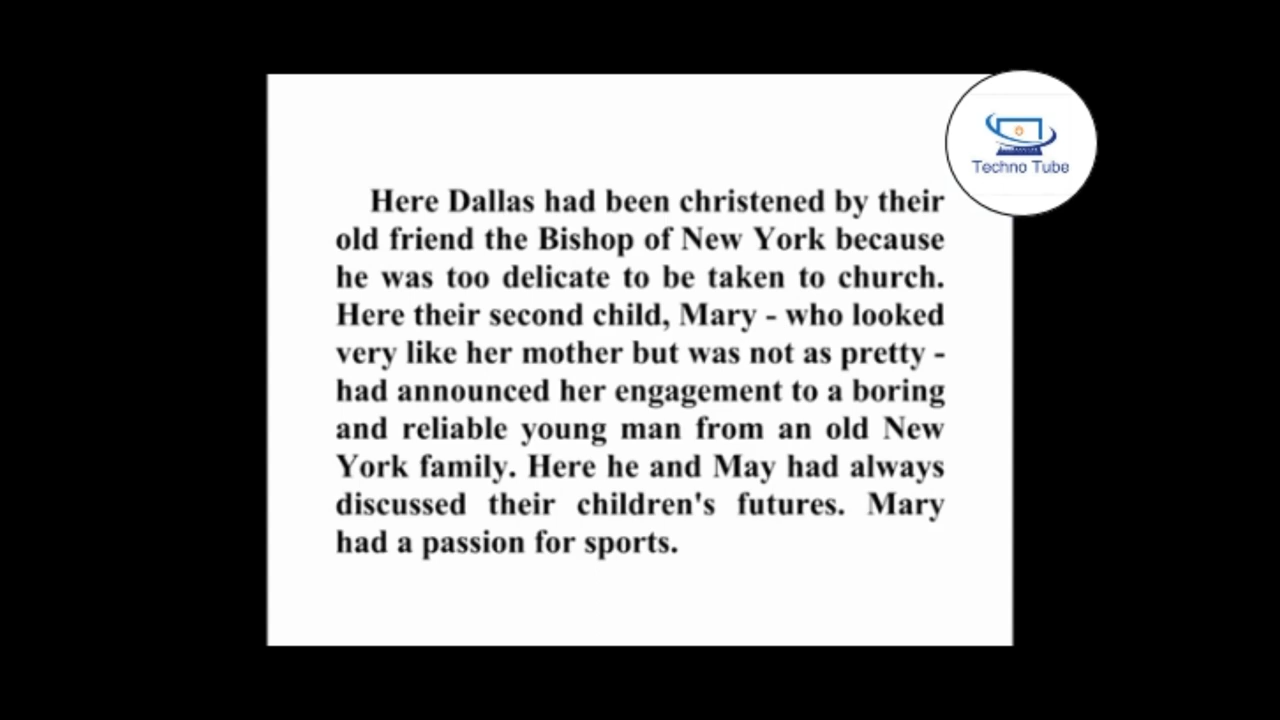 Techno Tube
Here Dallas had been christened by their
old friend the Bishop of New York because
he was too delicate to be taken to church.
Here their second child, Mary - who looked
very like her mother but was not as pretty -
had announced her engagement to a boring
and reliable young man from an old New
York family. Here he and May had always
discussed their children's futures. Mary
had a passion for sports.